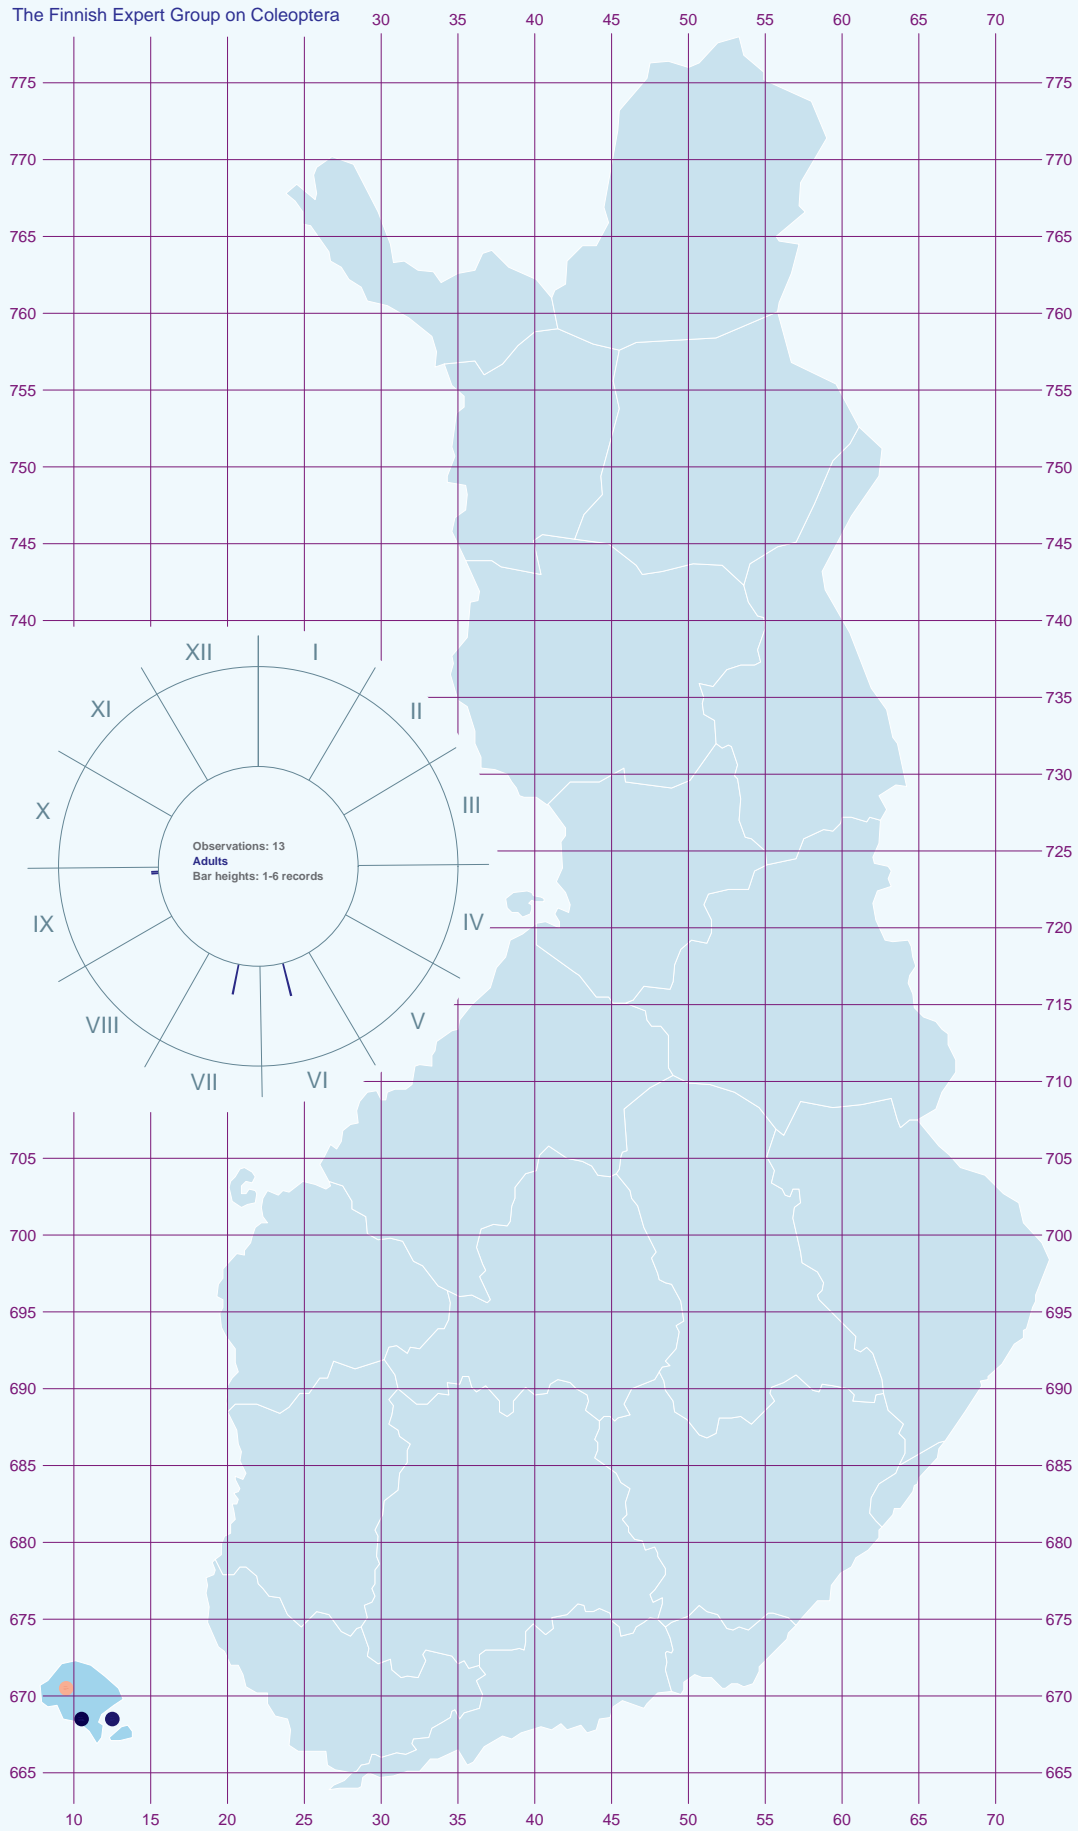 The Finnish Expert Group on Coleoptera 30 35 40 45 50 55 60 65 70
775 775
770 770
765 765
760 760
755 755
750 750
745 745
740 740
XII I
XI II
735
730
X III
725
Observations: 13
Adults
Bar heights: 1-6 records
IX IV 720
715
VIII V
VII VI 710
705 705
700 700
695 695
690 690
685 685
680 680
675 675
670 670
665 665
10 15 20 25 30 35 40 45 50 55 60 65 70